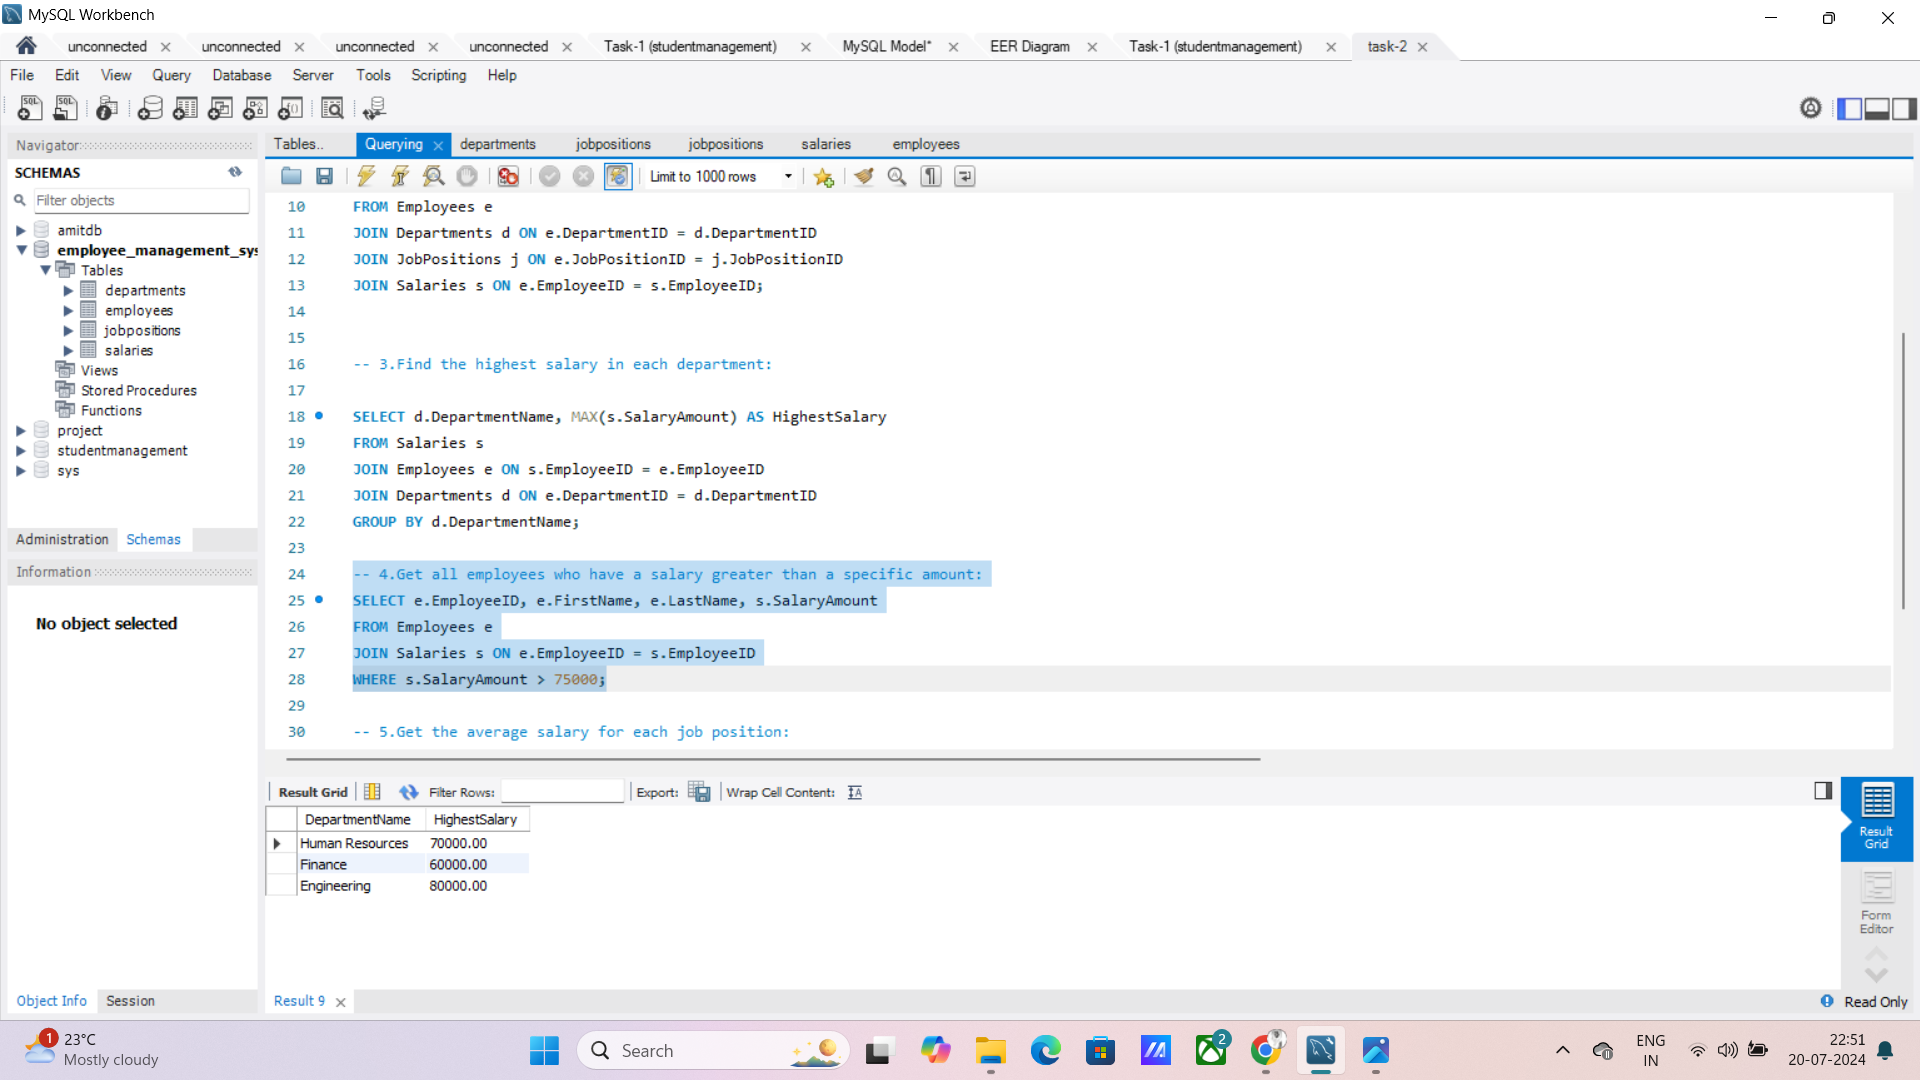 MySQL Workbench
unconnected
unconnected
unconnected
unconnected
Task-1 (studentmanagement)
MySQL Model*
EER Diagram
Task-1 (studentmanagement)
task-2
File Edit View Query Database Server Tools Scripting Help
Navigator
SCHEMAS
Filter objects
amitdb
employee_management_sys
Tables
departments
employees
jobpositions
salaries
Views
Stored Procedures
Functions
project
studentmanagement
sys
Administration Schemas
Information
No object selected
Object Info Session
Tables.. Querying departments jobpositions jobpositions salaries employees
Limit to 1000 rows
10 FROM Employees e
11 JOIN Departments d ON e.DepartmentID = d.DepartmentID
12 JOIN JobPositions j ON e.JobPositionID = j.JobPositionID
13 JOIN Salaries s ON e.EmployeeID = s.EmployeeID;
14
15
16 -- 3.Find the highest salary in each department:
17
18 SELECT d.DepartmentName, MAX(s.SalaryAmount) AS HighestSalary
19 FROM Salaries s
20 JOIN Employees e ON s.EmployeeID = e.EmployeeID
21 JOIN Departments d ON e.DepartmentID = d.DepartmentID
22 GROUP BY d.DepartmentName;
23
24 -- 4.Get all employees who have a salary greater than a specific amount:
25 SELECT e.EmployeeID, e.FirstName, e.LastName, s.SalaryAmount
26 FROM Employees e
27 JOIN Salaries s ON e.EmployeeID = s.EmployeeID
28 WHERE s.SalaryAmount > 75000;
29
30 -- 5.Get the average salary for each job position:
Result Grid Filter Rows: Export: Wrap Cell Content:
DepartmentName HighestSalary
Human Resources 70000.00
Finance 60000.00
Engineering 80000.00
Result
Grid
Form
Editor
Result 9
Read Only
1
23°C
Mostly cloudy
Search
2
ENG
IN
22:51
20-07-2024